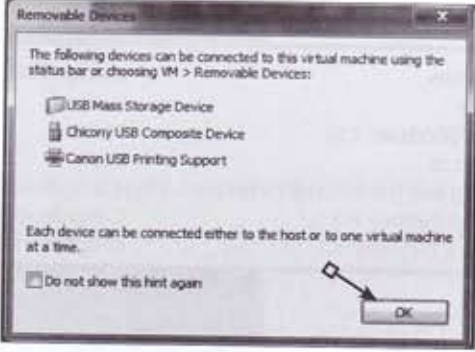 Removable Devices
The following devices can be connected to this virtual machine using the
status bar or choosing VM > Removable Devices:
USB Mass Storage Device
Chicony USB Composite Device
Canon USB Printing Support
Each device can be connected either to the host or to one virtual machine
at a time.
Do not show this hint again
OK